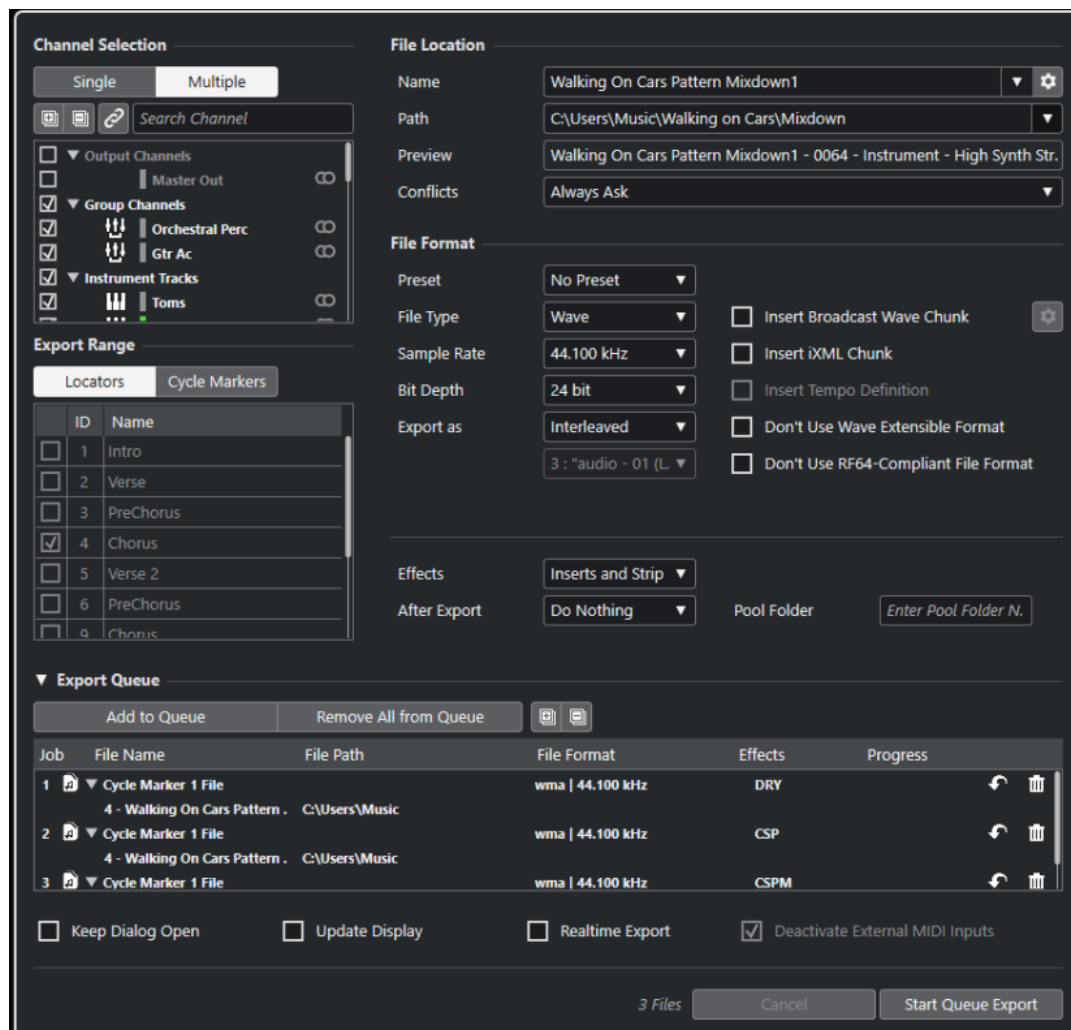 Channel Selection
Single Multiple
Search Channel
Output Channels
Master Out
Group Channels
Orchestral Perc
Gtr Ac
Instrument Tracks
Toms
Export Range
Locators Cycle Markers
ID Name
1 Intro
2 Verse
3 PreChorus
4 Chorus
5 Verse 2
6 PreChorus
9 Chorus
File Location
Name Walking On Cars Pattern Mixdown1
Path C:\Users\Music\Walking on Cars\Mixdown
Preview Walking On Cars Pattern Mixdown1 - 0064 - Instrument - High Synth Str.
Conflicts Always Ask
File Format
Preset No Preset
File Type Wave Insert Broadcast Wave Chunk
Sample Rate 44.100 kHz Insert iXML Chunk
Bit Depth 24 bit Insert Tempo Definition
Export as Interleaved Don't Use Wave Extensible Format
3 : "audio - 01 (L. Don't Use RF64-Compliant File Format
Effects Inserts and Strip
After Export Do Nothing Pool Folder Enter Pool Folder N.
Export Queue
Add to Queue Remove All from Queue
Job File Name File Path File Format Effects Progress
1 Cycle Marker 1 File wma | 44.100 kHz DRY
4 - Walking On Cars Pattern . C:\Users\Music
2 Cycle Marker 1 File wma | 44.100 kHz CSP
4 - Walking On Cars Pattern . C:\Users\Music
3 Cycle Marker 1 File wma | 44.100 kHz CSPM
Keep Dialog Open Update Display Realtime Export Deactivate External MIDI Inputs
3 Files Cancel Start Queue Export